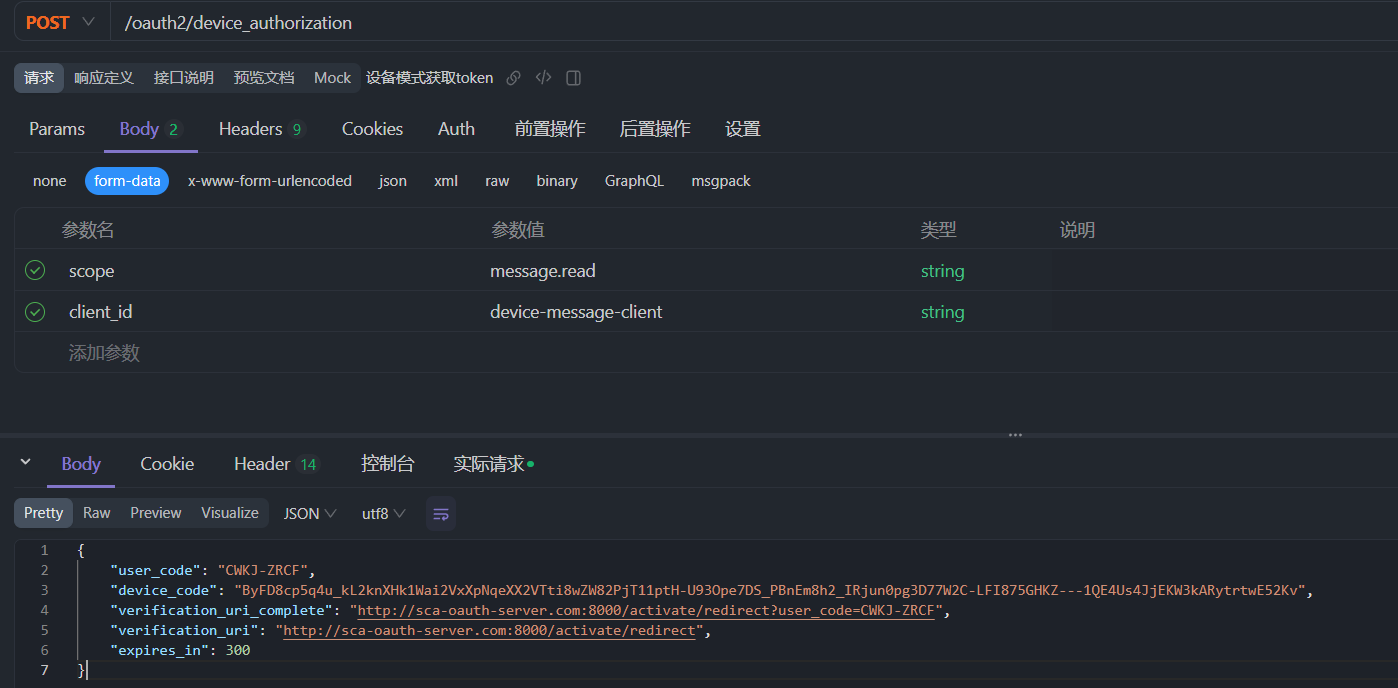 POST /oauth2/device_authorization
请求 响应定义 接口说明 预览文档 Mock 设备模式获取token
Params Body 2 Headers 9 Cookies Auth 前置操作 后置操作 设置
none form-data x-www-form-urlencoded json xml raw binary GraphQL msgpack
参数名 参数值 类型 说明
scope message.read string
client_id device-message-client string
添加参数
Body Cookie Header 14 控制台 实际请求
Pretty Raw Preview Visualize JSON utf8
1 {
2 "user_code": "CWKJ-ZRCF",
3 "device_code": "ByFD8cp5q4u_kL2knXHk1Wai2VxXpNqeXX2VTti8wZW82PjT11ptH-U93Ope7DS_PBnEm8h2_IRjun0pg3D77W2C-LFI875GHKZ---1QE4Us4JjEKW3kARytrtwE52Kv",
4 "verification_uri_complete": "http://sca-oauth-server.com:8000/activate/redirect?user_code=CWKJ-ZRCF",
5 "verification_uri": "http://sca-oauth-server.com:8000/activate/redirect",
6 "expires_in": 300
7 }